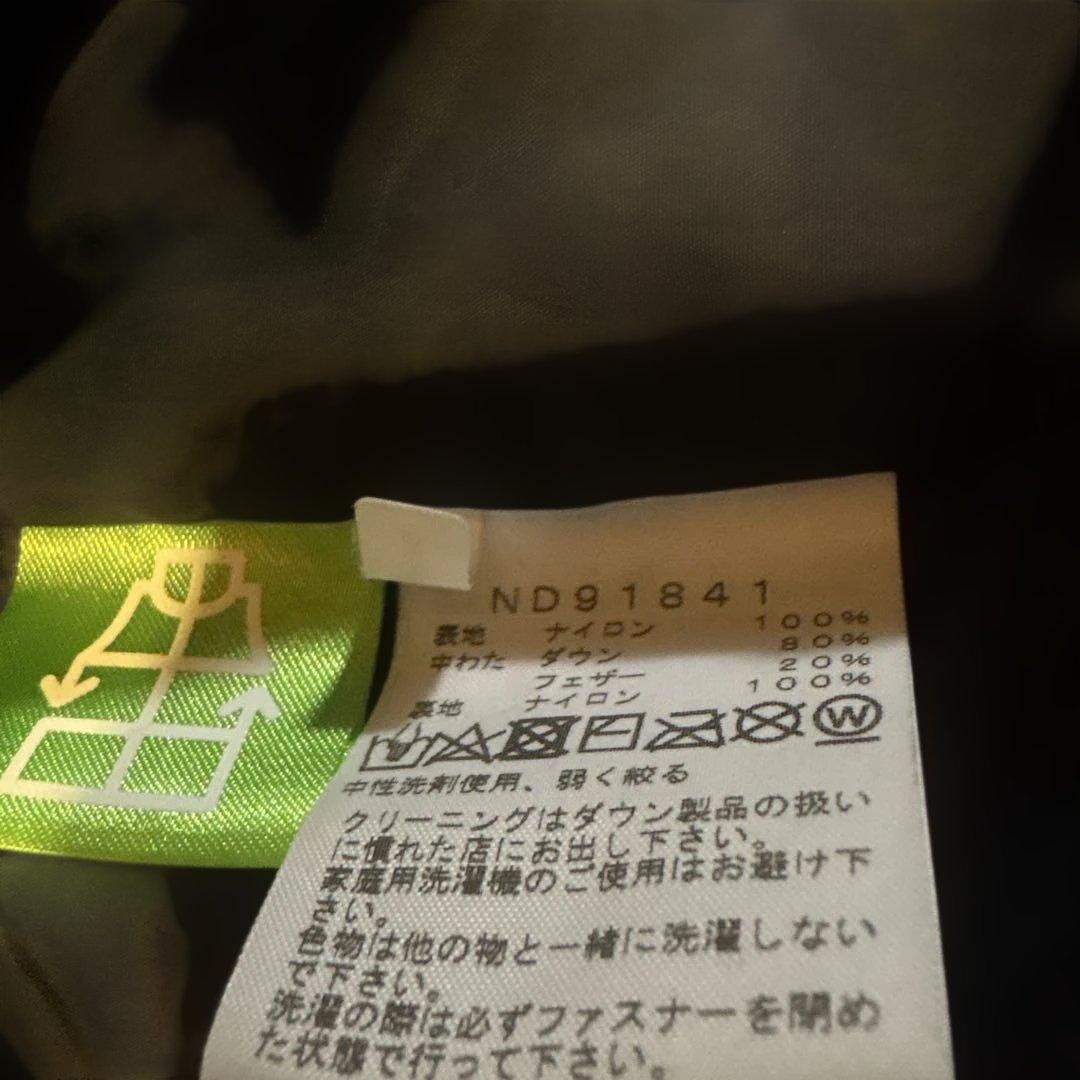 ND91841
表地 ナイロン 100%
中わた ダウン 80%
フェザー 20%
裏地 ナイロン 100%
W
中性洗剤使用、弱く絞る
クリーニングはダウン製品の扱い
に慣れた店にお出し下さい。
家庭用洗濯機のご使用はお避け下
さい。
色物は他の物と一緒に洗濯しない
で下さい。
洗濯の際は必ずファスナーを閉め
た状態で行って下さい。